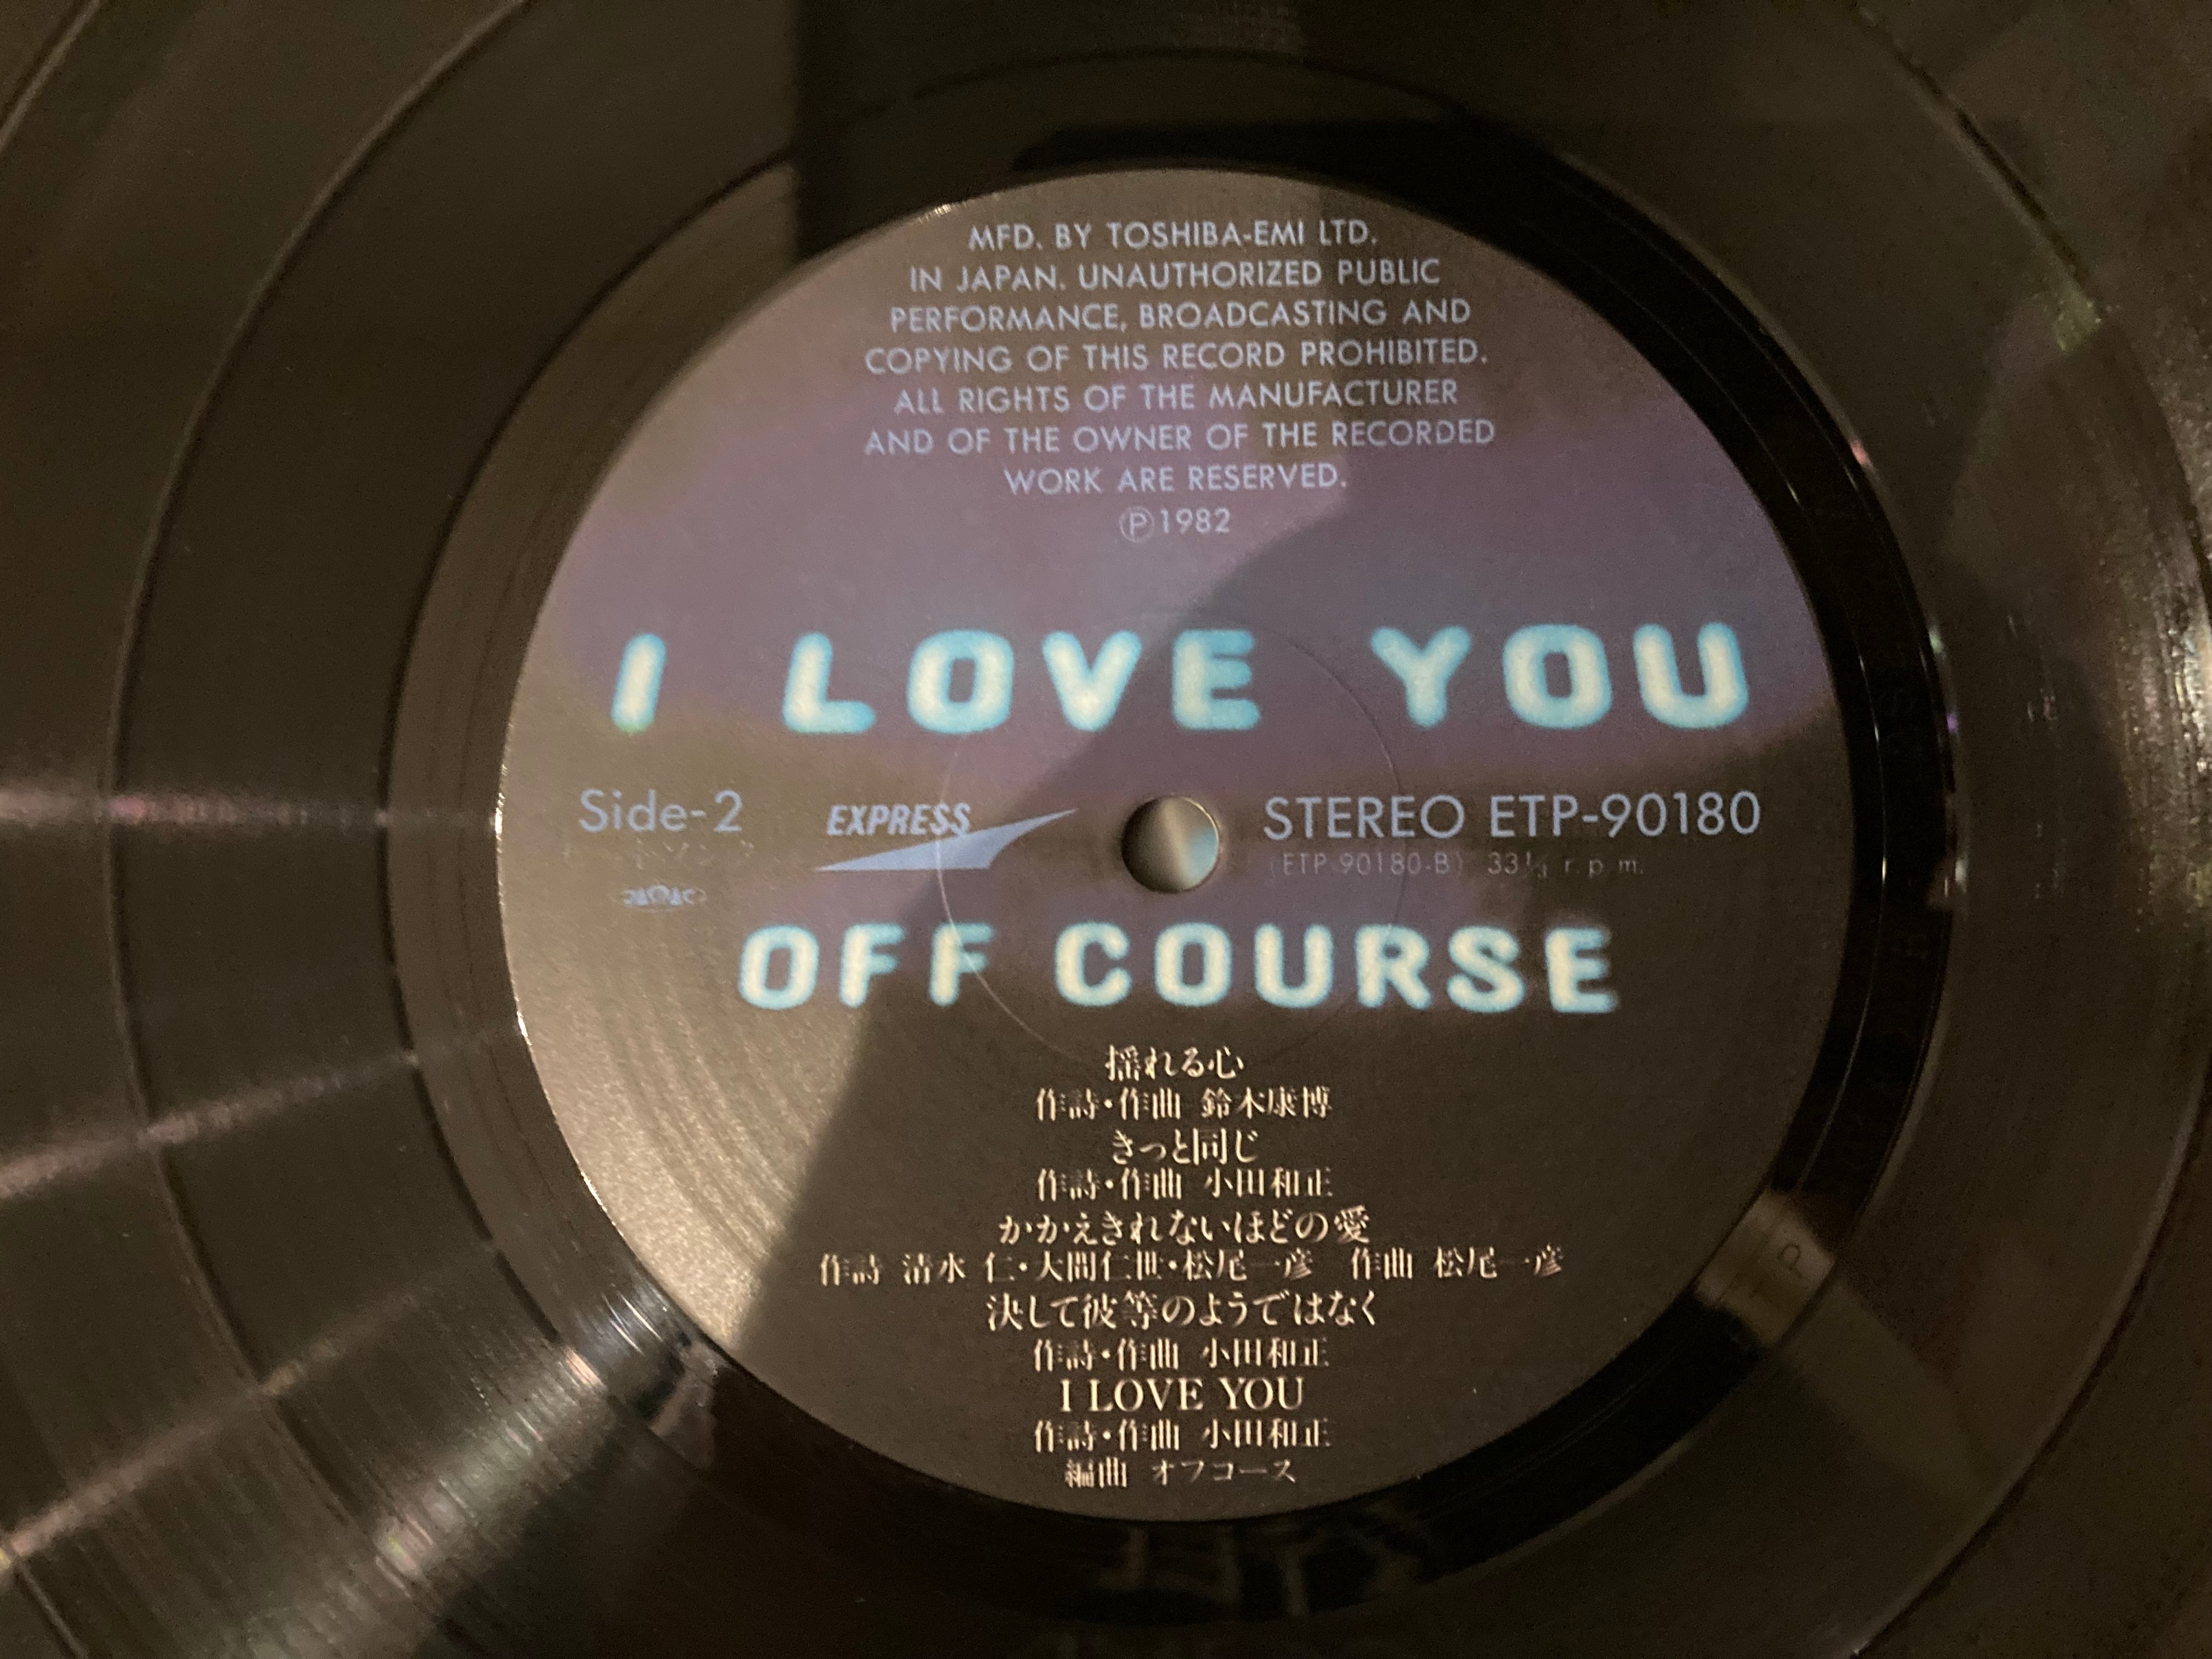 MFD. BY TOSHIBA-EMI LTD.
IN JAPAN. UNAUTHORIZED PUBLIC
PERFORMANCE, BROADCASTING AND
COPYING OF THIS RECORD PROHIBITED.
ALL RIGHTS OF THE MANUFACTURER
AND OF THE OWNER OF THE RECORDED
WORK ARE RESERVED.
Ⓟ1982
I LOVE YOU
Side-2 EXPRESS STEREO ETP-90180
(ETP-90180-B) 33⅓ r.p.m.
OFF COURSE
揺れる心
作詩・作曲 鈴木康博
きっと同じ
作詩・作曲 小田和正
かかえきれないほどの愛
作詩 清水 仁・大間仁世・松尾一彦 作曲 松尾一彦
決して彼等のようではなく
作詩・作曲 小田和正
I LOVE YOU
作詩・作曲 小田和正
編曲 オフコース